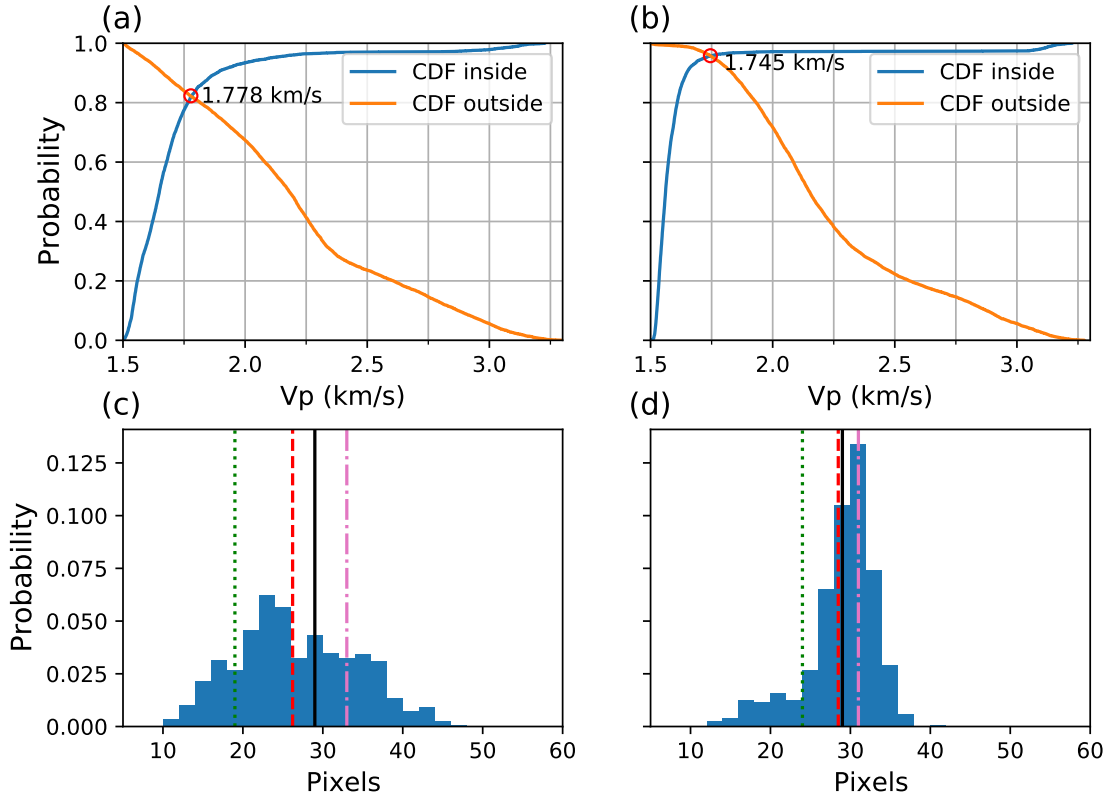 (a)
1.0
0.8
0.6
0.4
0.2
0.0
Probability
1.778 km/s
CDF inside
CDF outside
1.5
2.0
2.5
3.0
Vp (km/s)
(b)
1.745 km/s
CDF inside
CDF outside
1.5
2.0
2.5
3.0
Vp (km/s)
(c)
0.125
0.100
0.075
0.050
0.025
0.000
Probability
10
20
30
40
50
60
Pixels
(d)
10
20
30
40
50
60
Pixels